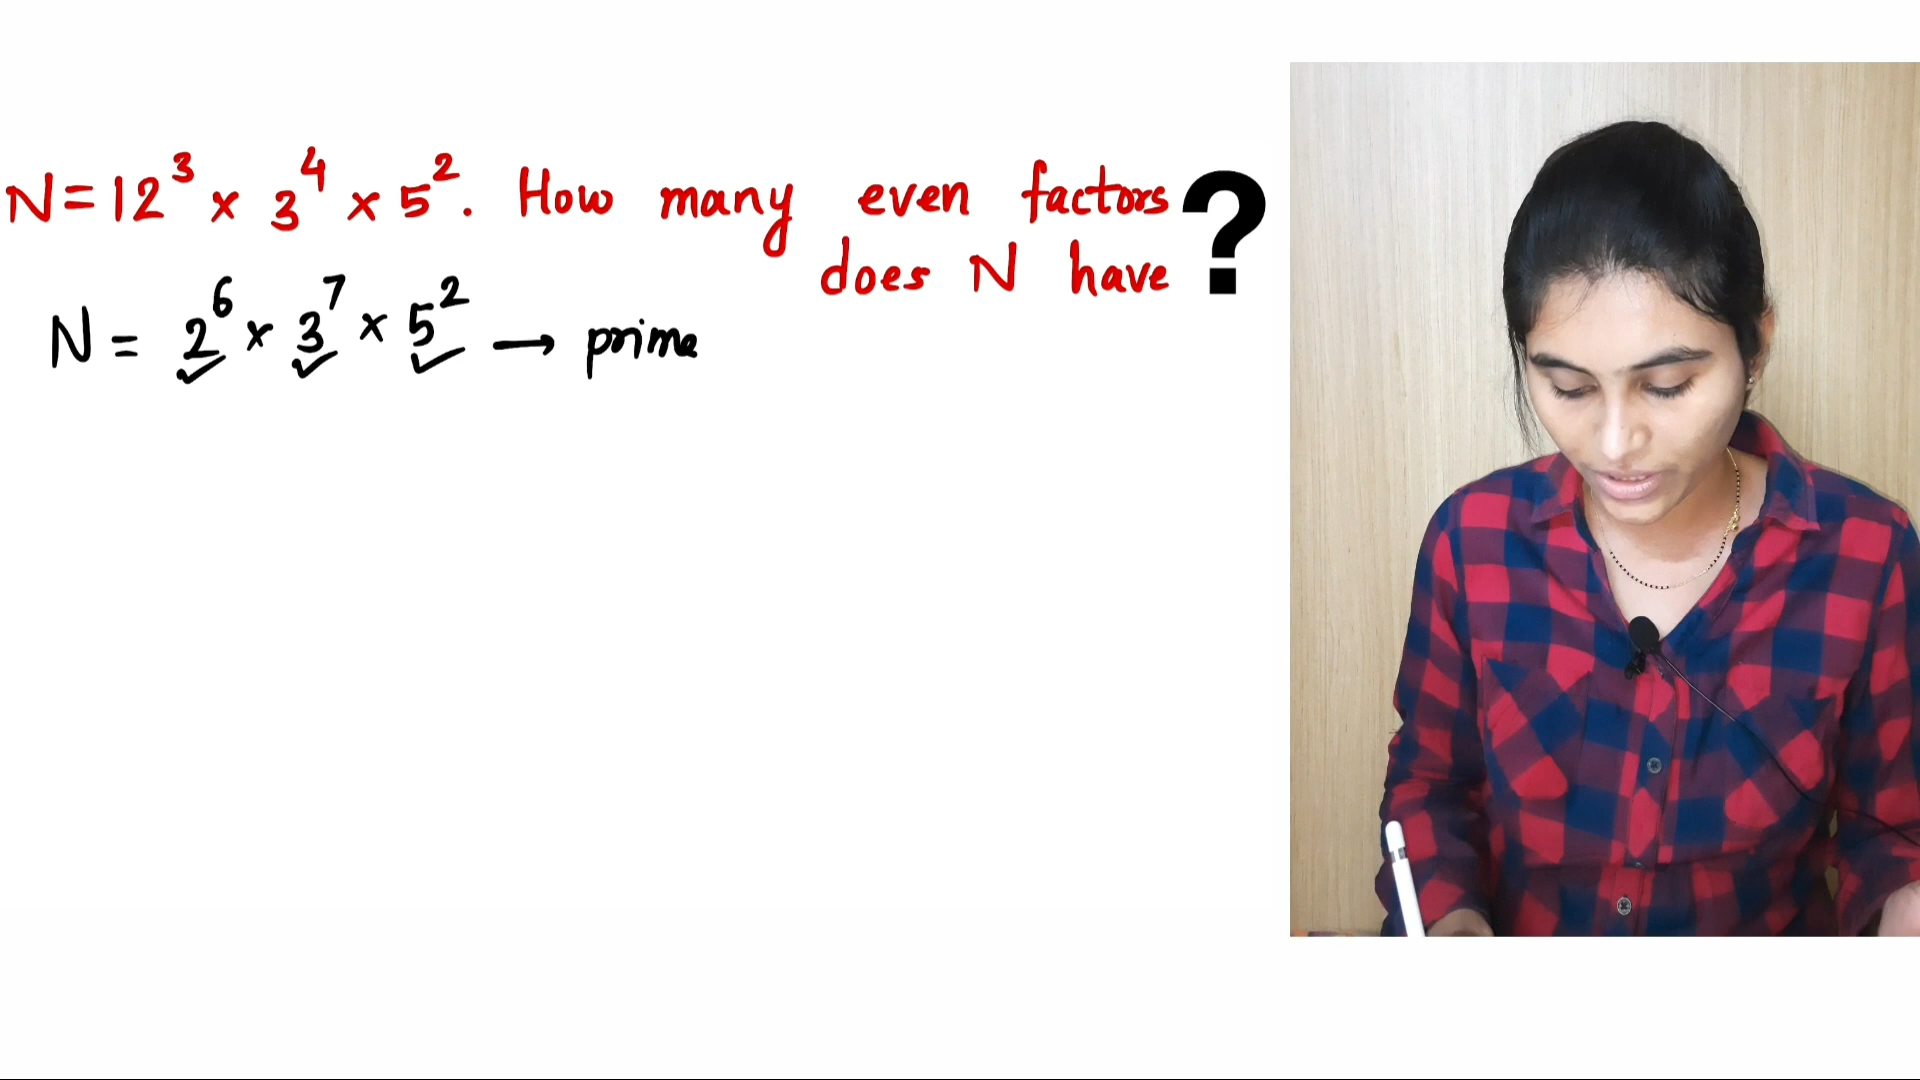 N = 12³ × 3⁴ × 5². How many even factors
does N have ?
N = 2⁶ × 3⁷ × 5² → prime